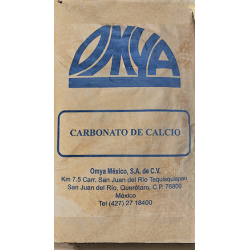 OMYA
CARBONATO DE CALCIO
Omya México, S.A. de C.V.
Km 7.5 Carr. San Juan del Río Tequisquiapan
San Juan del Río, Querétaro, C.P. 76800
México
Tel (427) 27 18400